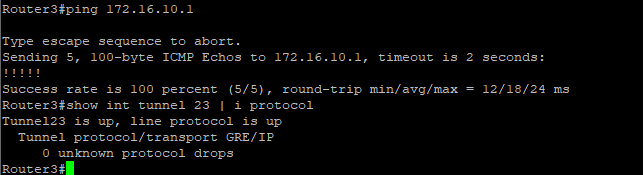 Router3#ping 172.16.10.1
Type escape sequence to abort.
Sending 5, 100-byte ICMP Echos to 172.16.10.1, timeout is 2 seconds:
!!!!!
Success rate is 100 percent (5/5), round-trip min/avg/max = 12/18/24 ms
Router3#show int tunnel 23 | i protocol
Tunnel23 is up, line protocol is up
  Tunnel protocol/transport GRE/IP
     0 unknown protocol drops
Router3#